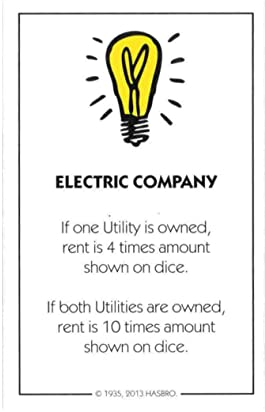 ELECTRIC COMPANY
If one Utility is owned,
rent is 4 times amount
shown on dice.
If both Utilities are owned,
rent is 10 times amount
shown on dice.
© 1935, 2013 HASBRO.